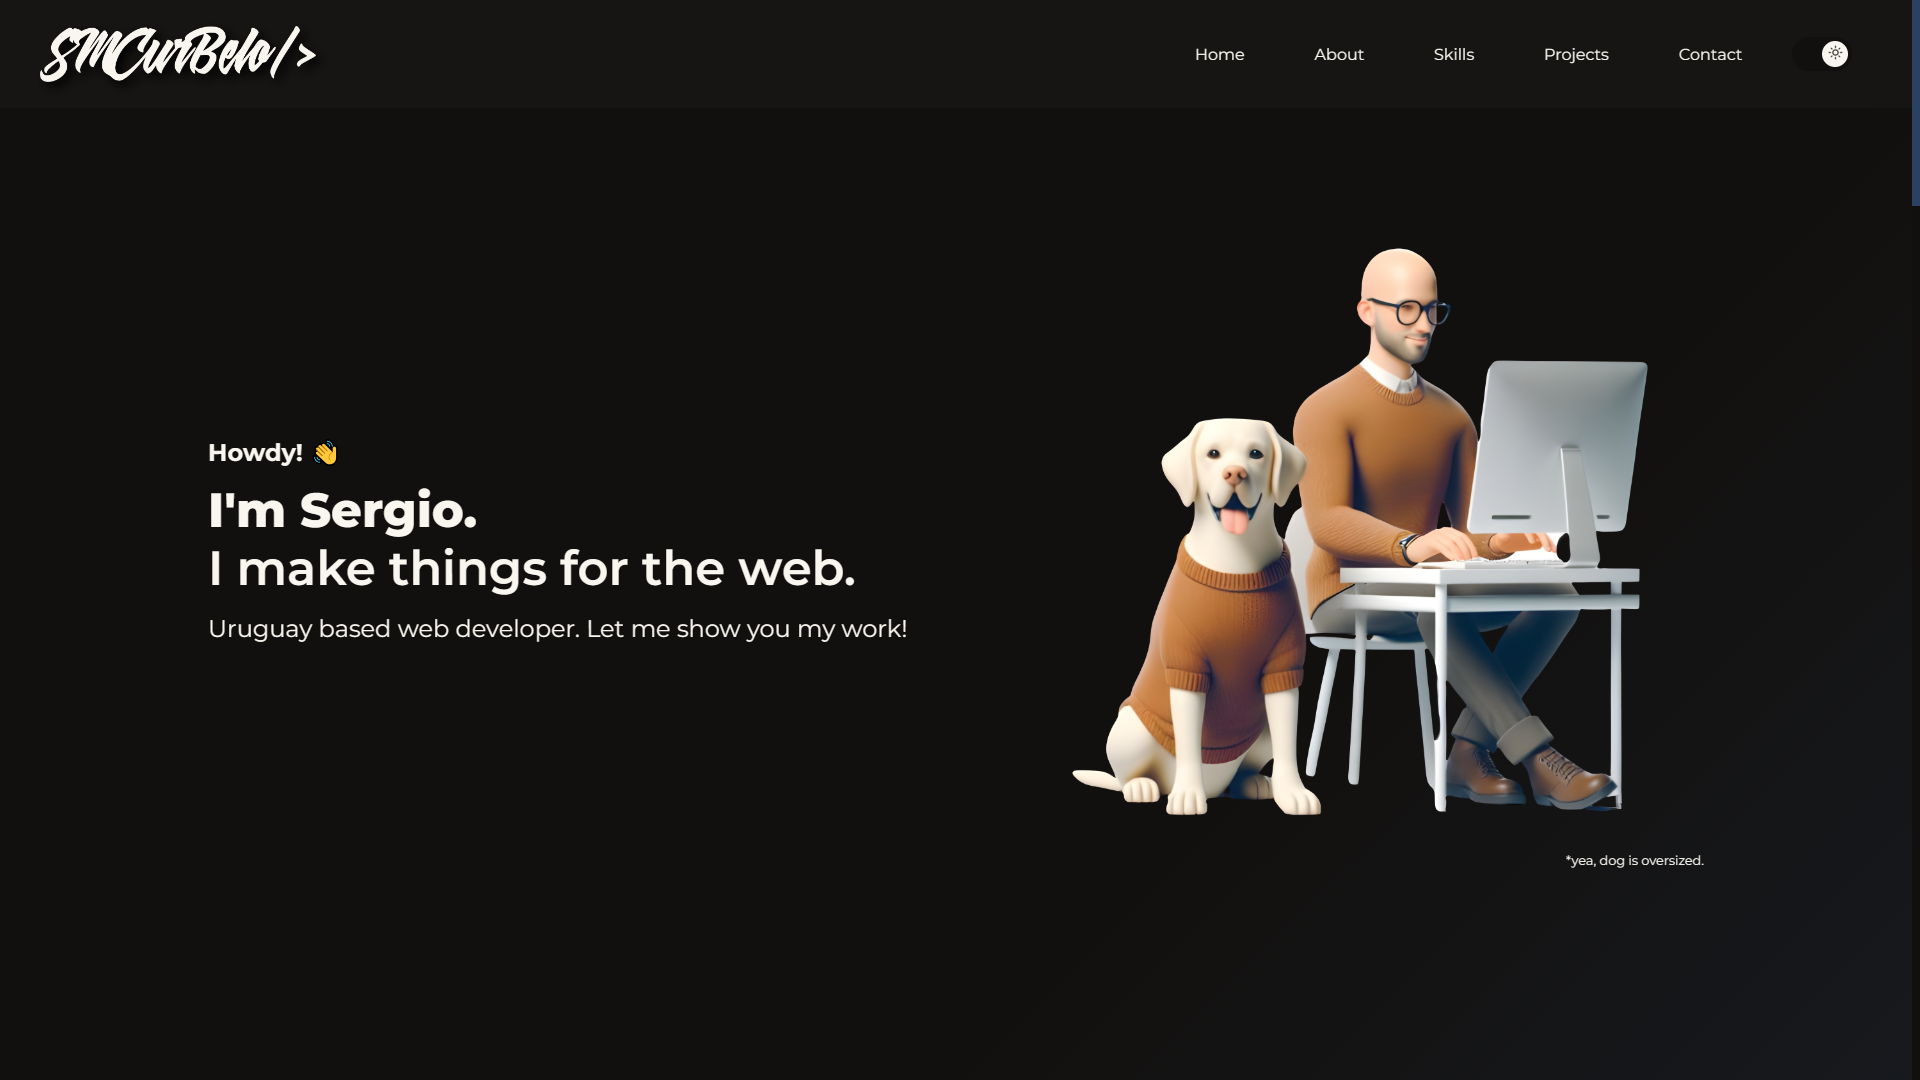 SMCurBelo/>
Home About Skills Projects Contact
Howdy! 👋
I'm Sergio.
I make things for the web.
Uruguay based web developer. Let me show you my work!
*yea, dog is oversized.